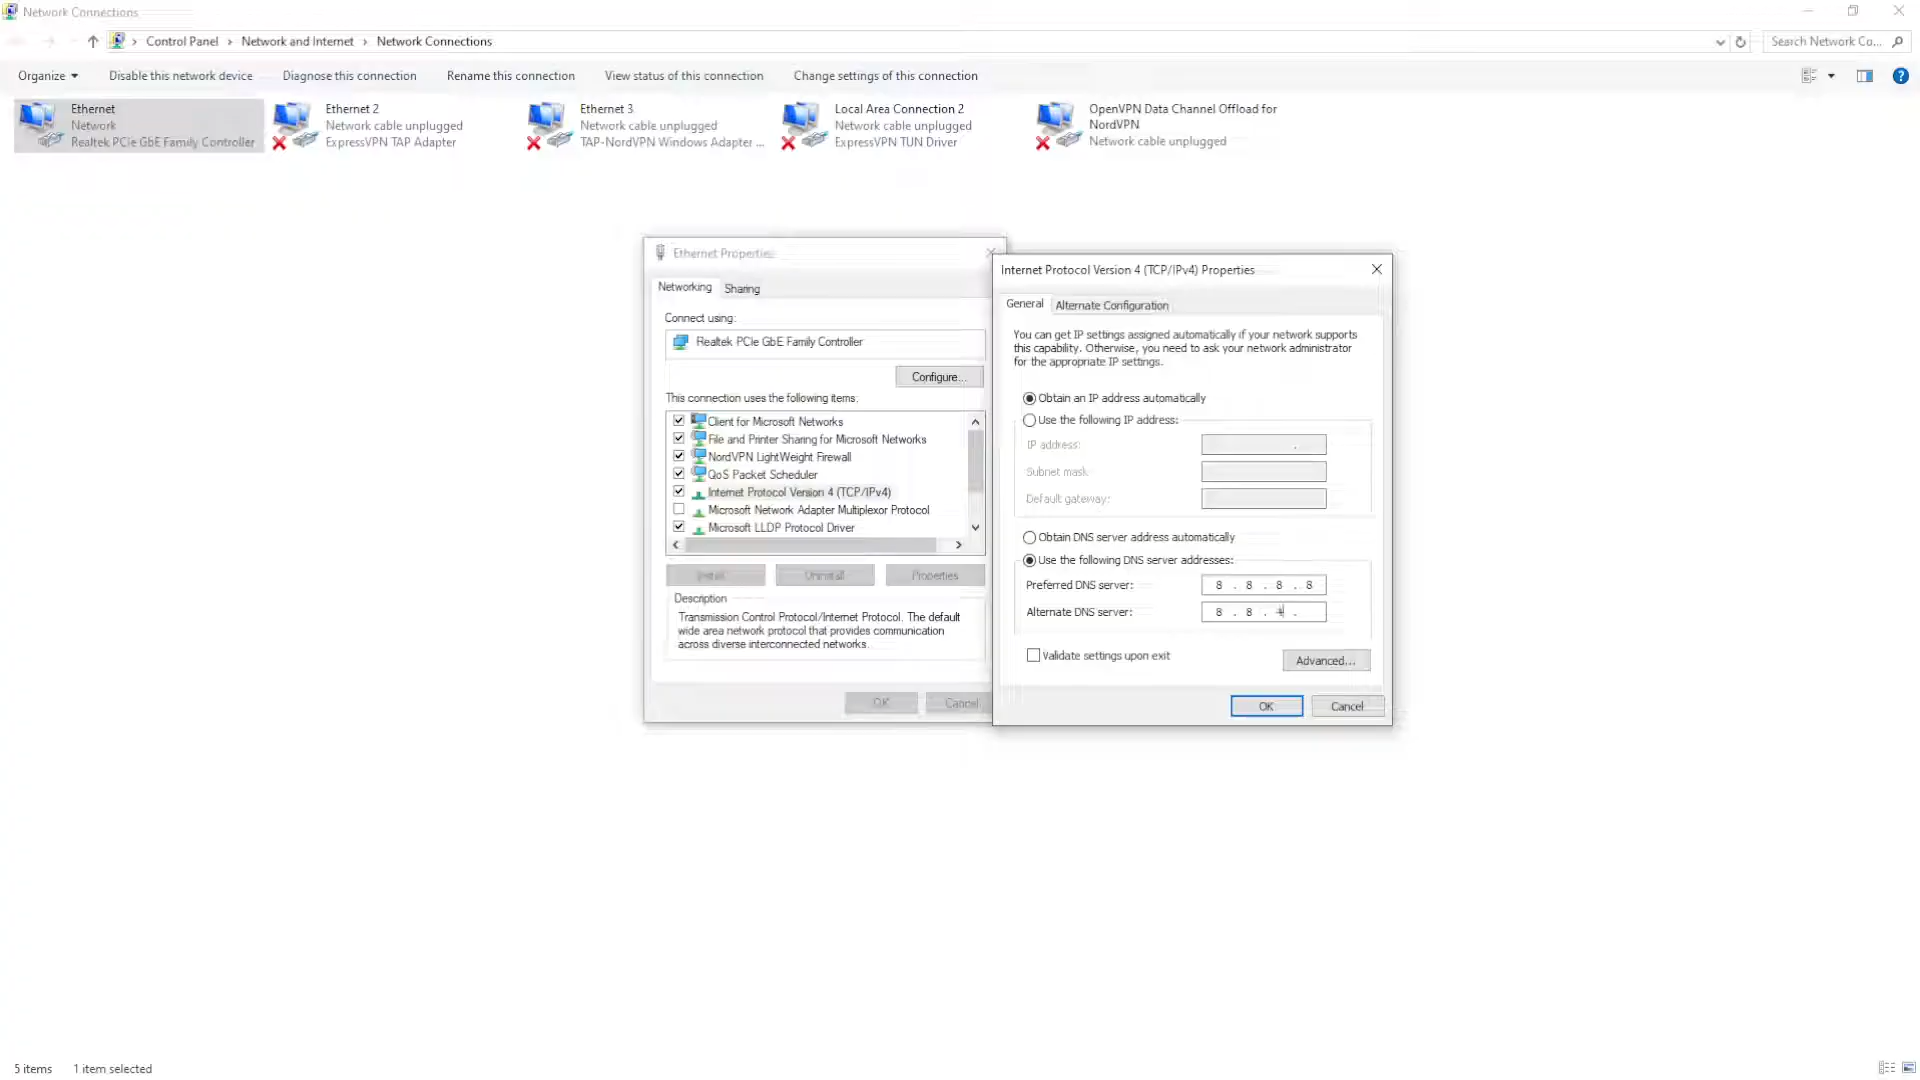 Network Connections
Control Panel > Network and Internet > Network Connections
Search Network Co...
Organize
Disable this network device
Diagnose this connection
Rename this connection
View status of this connection
Change settings of this connection
Ethernet
Network
Realtek PCIe GbE Family Controller
Ethernet 2
Network cable unplugged
ExpressVPN TAP Adapter
Ethernet 3
Network cable unplugged
TAP-NordVPN Windows Adapter ...
Local Area Connection 2
Network cable unplugged
ExpressVPN TUN Driver
OpenVPN Data Channel Offload for
NordVPN
Network cable unplugged
Ethernet Properties
Networking
Sharing
Connect using:
Realtek PCIe GbE Family Controller
Configure...
This connection uses the following items:
Client for Microsoft Networks
File and Printer Sharing for Microsoft Networks
NordVPN LightWeight Firewall
QoS Packet Scheduler
Internet Protocol Version 4 (TCP/IPv4)
Microsoft Network Adapter Multiplexor Protocol
Microsoft LLDP Protocol Driver
Install...
Uninstall
Properties
Description
Transmission Control Protocol/Internet Protocol. The default
wide area network protocol that provides communication
across diverse interconnected networks.
OK
Cancel
Internet Protocol Version 4 (TCP/IPv4) Properties
General
Alternate Configuration
You can get IP settings assigned automatically if your network supports
this capability. Otherwise, you need to ask your network administrator
for the appropriate IP settings.
Obtain an IP address automatically
Use the following IP address:
IP address:
Subnet mask:
Default gateway:
Obtain DNS server address automatically
Use the following DNS server addresses:
Preferred DNS server:
8 . 8 . 8 . 8
Alternate DNS server:
8 . 8 . .
Validate settings upon exit
Advanced...
OK
Cancel
5 items
1 item selected